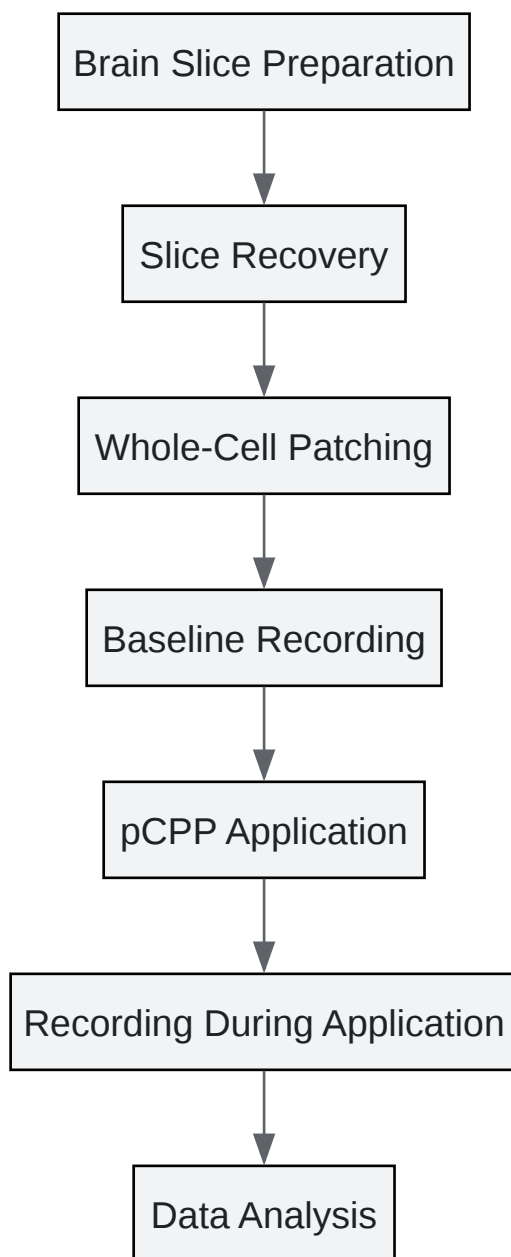 Brain Slice Preparation
Slice Recovery
Whole-Cell Patching
Baseline Recording
pCPP Application
Recording During Application
Data Analysis